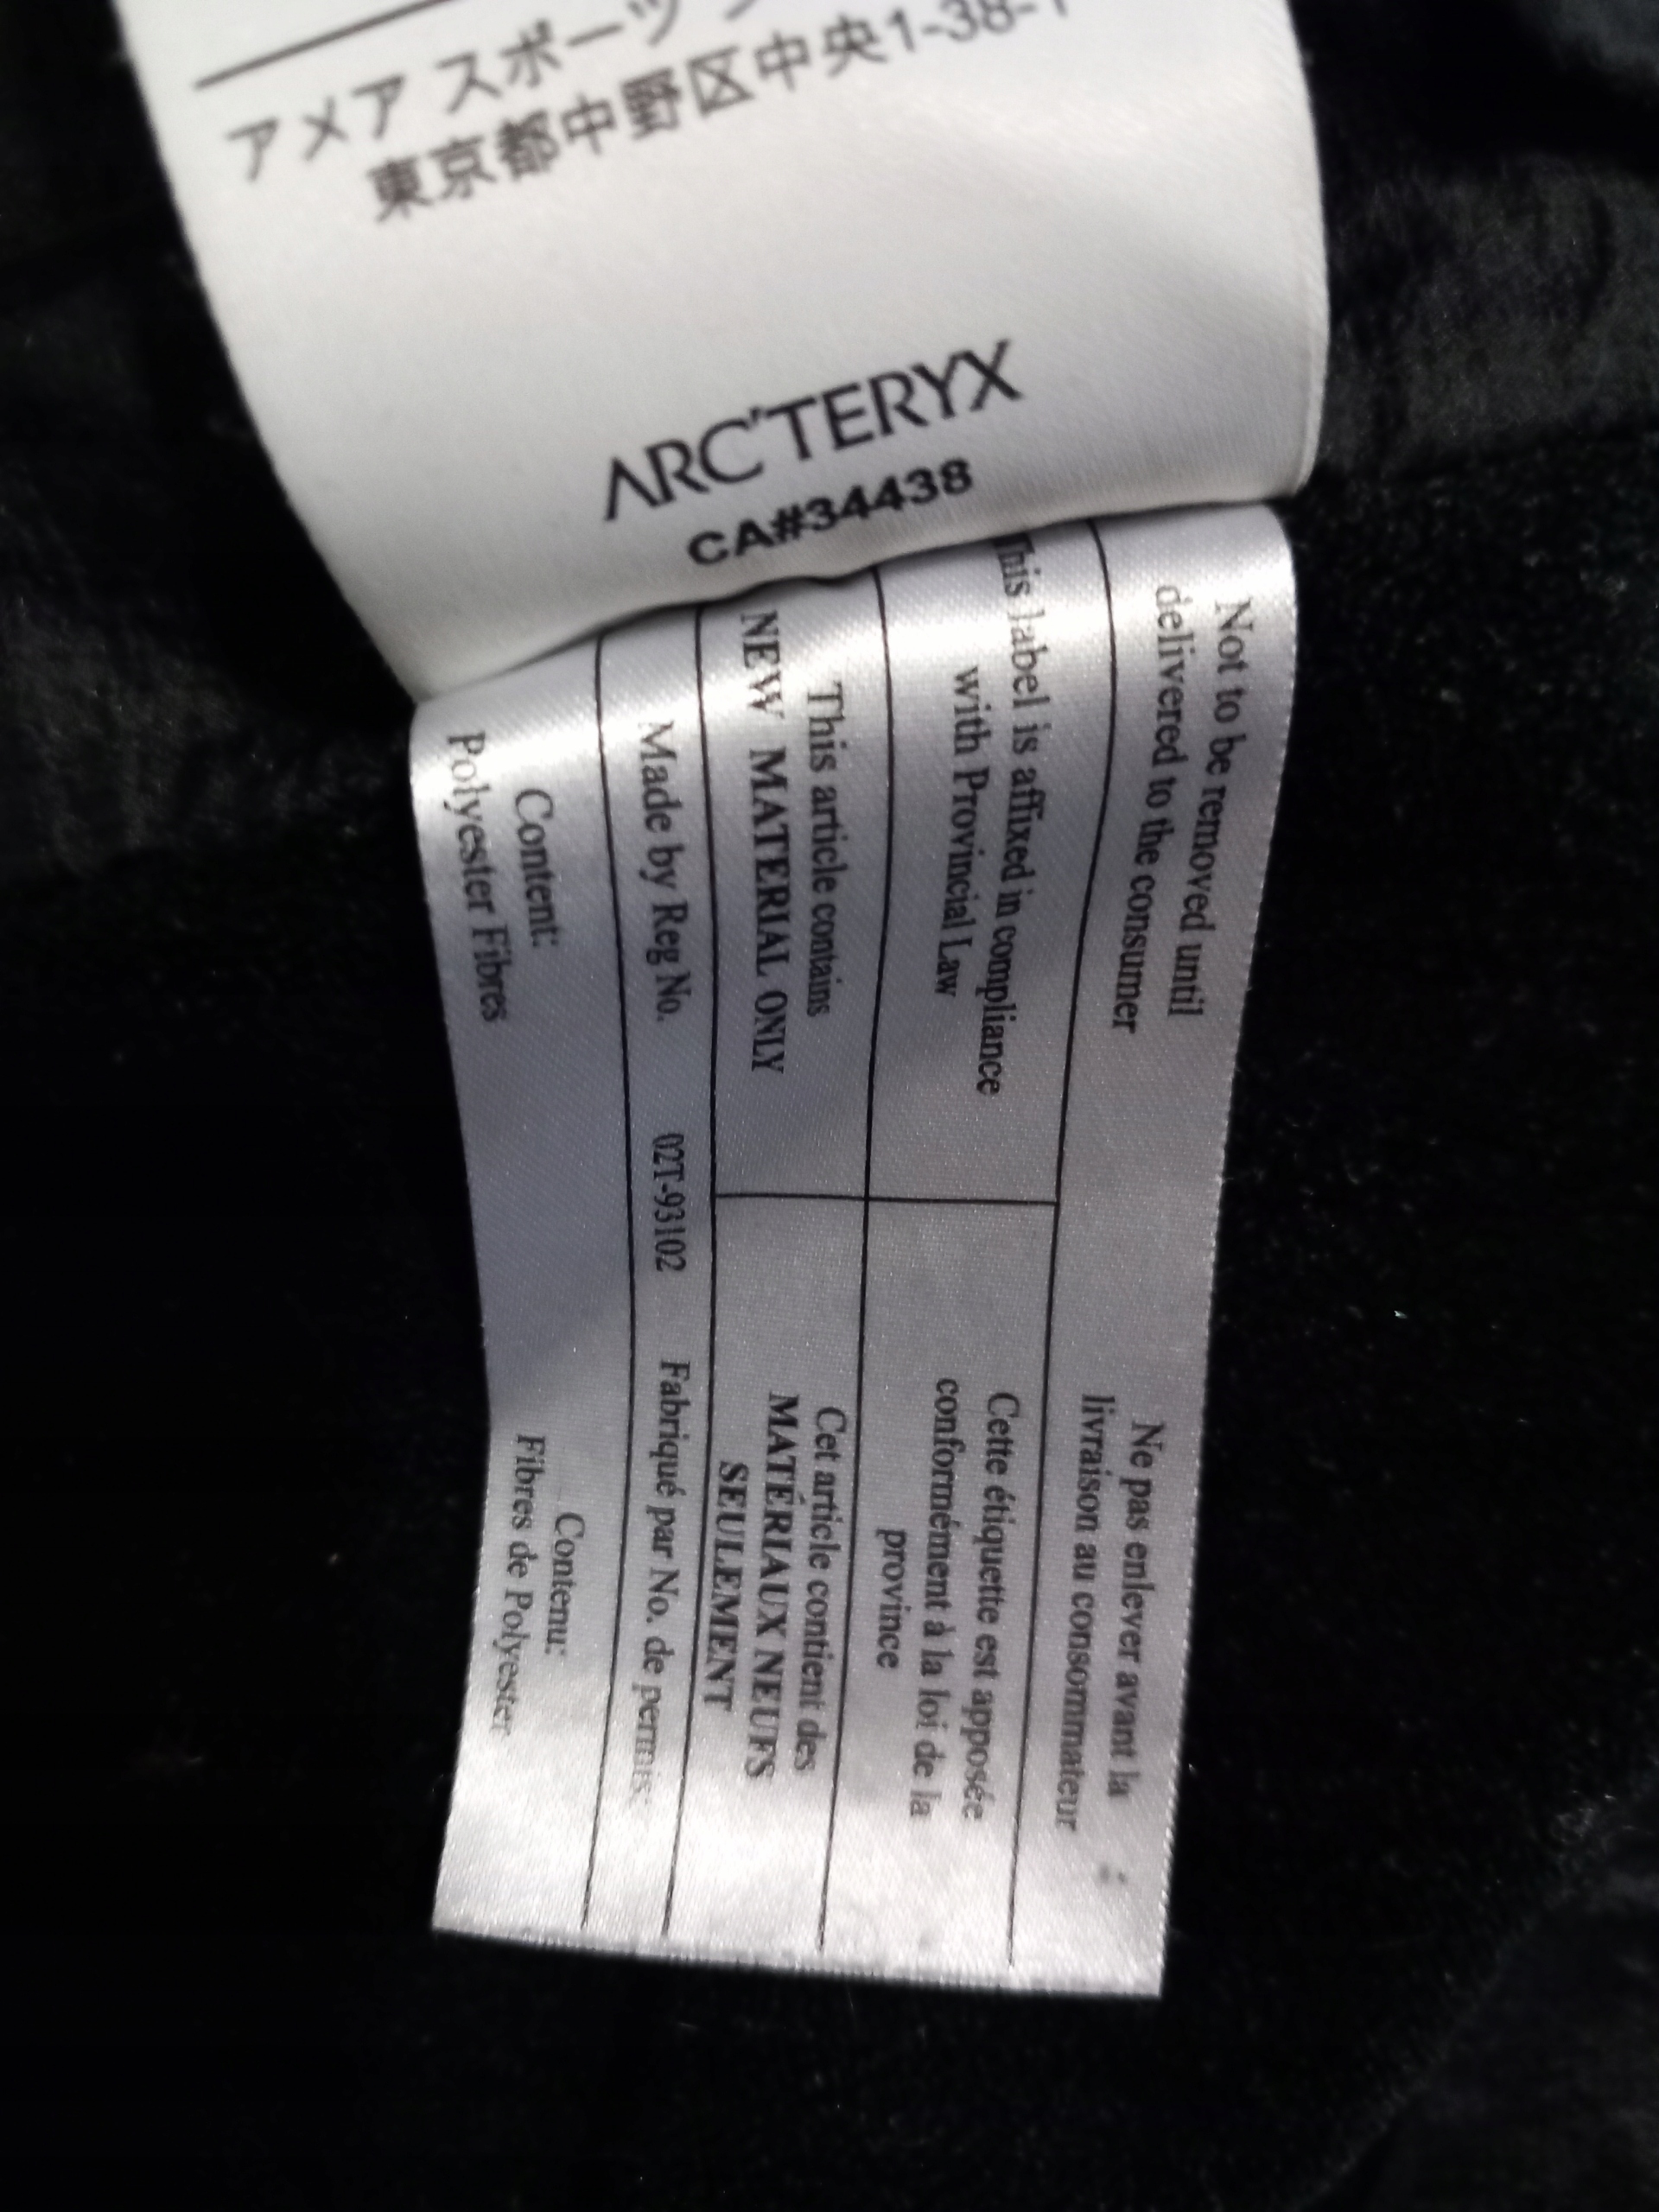 アメア スポーツ
東京都中野区中央1-38-1
ARC'TERYX
CA#34438
Not to be removed until
delivered to the consumer
Ne pas enlever avant la
livraison au consommateur
This label is affixed in compliance
with Provincial Law
Cette étiquette est apposée
conformément à la loi de la
province
This article contains
NEW MATERIAL ONLY
Cet article contient des
MATÉRIAUX NEUFS
SEULEMENT
Made by Reg No. 02T-93102 Fabriqué par No. de permis:
Content:
Polyester Fibres
Contenu:
Fibres de Polyester